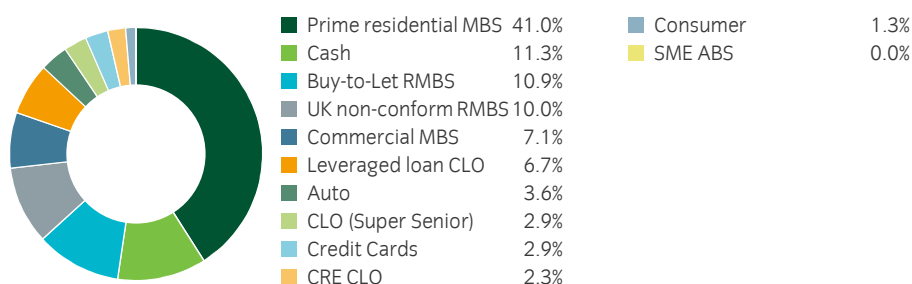 Prime residential MBS 41.0%
Cash 11.3%
Buy-to-Let RMBS 10.9%
UK non-conform RMBS 10.0%
Commercial MBS 7.1%
Leveraged loan CLO 6.7%
Auto 3.6%
CLO (Super Senior) 2.9%
Credit Cards 2.9%
CRE CLO 2.3%
Consumer 1.3%
SME ABS 0.0%